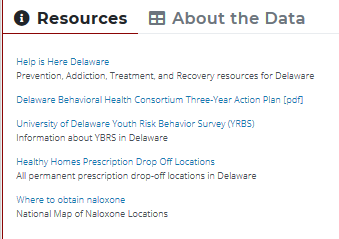 Resources About the Data
Help is Here Delaware
Prevention, Addiction, Treatment, and Recovery resources for Delaware
Delaware Behavioral Health Consortium Three-Year Action Plan [pdf]
University of Delaware Youth Risk Behavior Survey (YRBS)
Information about YBRS in Delaware
Healthy Homes Prescription Drop Off Locations
All permanent prescription drop-off locations in Delaware
Where to obtain naloxone
National Map of Naloxone Locations